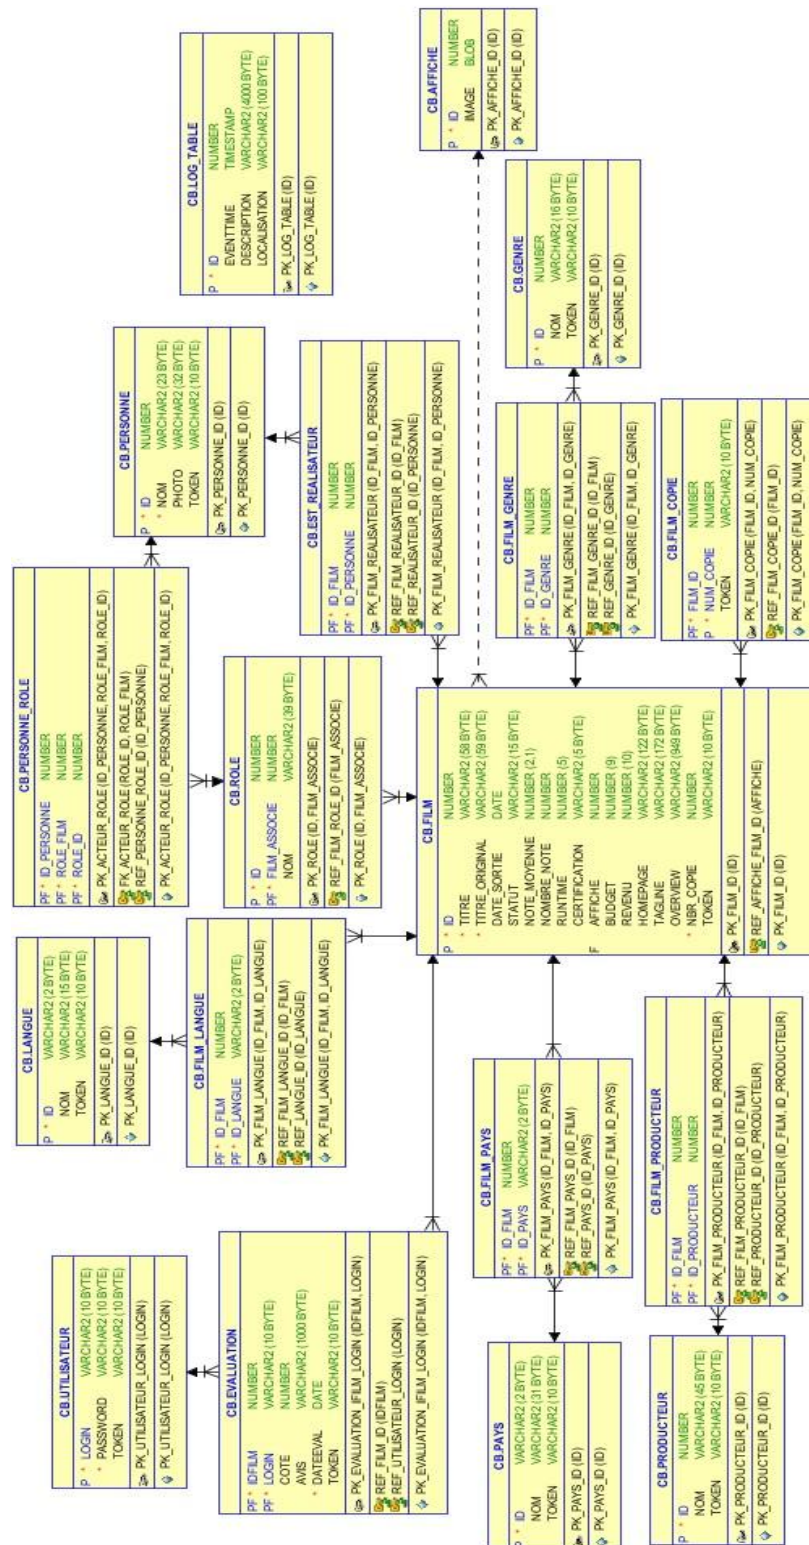 CB.UTILISATEUR
P * LOGIN VARCHAR2 (10 BYTE)
* PASSWORD VARCHAR2 (10 BYTE)
TOKEN VARCHAR2 (10 BYTE)
PK_UTILISATEUR_LOGIN (LOGIN)
PK_UTILISATEUR_LOGIN (LOGIN)
CB.LANGUE
P * ID VARCHAR2 (2 BYTE)
NOM VARCHAR2 (15 BYTE)
TOKEN VARCHAR2 (10 BYTE)
PK_LANGUE_ID (ID)
PK_LANGUE_ID (ID)
CB.PERSONNE_ROLE
PF * ID_PERSONNE NUMBER
PF * ROLE_FILM NUMBER
PF * ROLE_ID NUMBER
PK_ACTEUR_ROLE (ID_PERSONNE, ROLE_FILM, ROLE_ID)
FK_ACTEUR_ROLE (ROLE_ID, ROLE_FILM)
REF_PERSONNE_ROLE_ID (ID_PERSONNE)
PK_ACTEUR_ROLE (ID_PERSONNE, ROLE_FILM, ROLE_ID)
CB.PERSONNE
P * ID NUMBER
* NOM VARCHAR2 (23 BYTE)
PHOTO VARCHAR2 (32 BYTE)
TOKEN VARCHAR2 (10 BYTE)
PK_PERSONNE_ID (ID)
PK_PERSONNE_ID (ID)
CB.LOG_TABLE
P * ID NUMBER
EVENTTIME TIMESTAMP
DESCRIPTION VARCHAR2 (4000 BYTE)
LOCALISATION VARCHAR2 (100 BYTE)
PK_LOG_TABLE (ID)
PK_LOG_TABLE (ID)
CB.EVALUATION
PF * IDFILM NUMBER
PF * LOGIN VARCHAR2 (10 BYTE)
COTE NUMBER
AVIS VARCHAR2 (1000 BYTE)
* DATEEVAL DATE
TOKEN VARCHAR2 (10 BYTE)
PK_EVALUATION_IFILM_LOGIN (IDFILM, LOGIN)
REF_FILM_ID (IDFILM)
REF_UTILISATEUR_LOGIN (LOGIN)
PK_EVALUATION_IFILM_LOGIN (IDFILM, LOGIN)
CB.FILM_LANGUE
PF * ID_FILM NUMBER
PF * ID_LANGUE VARCHAR2 (2 BYTE)
PK_FILM_LANGUE (ID_FILM, ID_LANGUE)
REF_FILM_LANGUE_ID (ID_FILM)
REF_LANGUE_ID (ID_LANGUE)
PK_FILM_LANGUE (ID_FILM, ID_LANGUE)
CB.ROLE
P * ID NUMBER
PF * FILM_ASSOCIE NUMBER
NOM VARCHAR2 (39 BYTE)
PK_ROLE (ID, FILM_ASSOCIE)
REF_FILM_ROLE_ID (FILM_ASSOCIE)
PK_ROLE (ID, FILM_ASSOCIE)
CB.EST_REALISATEUR
PF * ID_FILM NUMBER
PF * ID_PERSONNE NUMBER
PK_FILM_REALISATEUR (ID_FILM, ID_PERSONNE)
REF_FILM_REALISATEUR_ID (ID_FILM)
REF_REALISATEUR_ID (ID_PERSONNE)
PK_FILM_REALISATEUR (ID_FILM, ID_PERSONNE)
CB.AFFICHE
P * ID NUMBER
IMAGE BLOB
PK_AFFICHE_ID (ID)
PK_AFFICHE_ID (ID)
CB.FILM
P * ID NUMBER
* TITRE VARCHAR2 (58 BYTE)
* TITRE_ORIGINAL VARCHAR2 (59 BYTE)
DATE_SORTIE DATE
STATUT VARCHAR2 (15 BYTE)
NOTE_MOYENNE NUMBER (2,1)
NOMBRE_NOTE NUMBER
RUNTIME NUMBER (5)
CERTIFICATION VARCHAR2 (5 BYTE)
F AFFICHE NUMBER
BUDGET NUMBER (9)
REVENU NUMBER (10)
HOMEPAGE VARCHAR2 (122 BYTE)
TAGLINE VARCHAR2 (172 BYTE)
OVERVIEW VARCHAR2 (949 BYTE)
* NBR_COPIE NUMBER
TOKEN VARCHAR2 (10 BYTE)
PK_FILM_ID (ID)
REF_AFFICHE_FILM_ID (AFFICHE)
PK_FILM_ID (ID)
CB.PAYS
P * ID VARCHAR2 (2 BYTE)
NOM VARCHAR2 (31 BYTE)
TOKEN VARCHAR2 (10 BYTE)
PK_PAYS_ID (ID)
PK_PAYS_ID (ID)
CB.FILM_PAYS
PF * ID_FILM NUMBER
PF * ID_PAYS VARCHAR2 (2 BYTE)
PK_FILM_PAYS (ID_FILM, ID_PAYS)
REF_FILM_PAYS_ID (ID_FILM)
REF_PAYS_ID (ID_PAYS)
PK_FILM_PAYS (ID_FILM, ID_PAYS)
CB.FILM_GENRE
PF * ID_FILM NUMBER
PF * ID_GENRE NUMBER
PK_FILM_GENRE (ID_FILM, ID_GENRE)
REF_FILM_GENRE_ID (ID_FILM)
REF_GENRE_ID (ID_GENRE)
PK_FILM_GENRE (ID_FILM, ID_GENRE)
CB.GENRE
P * ID NUMBER
NOM VARCHAR2 (16 BYTE)
TOKEN VARCHAR2 (10 BYTE)
PK_GENRE_ID (ID)
PK_GENRE_ID (ID)
CB.PRODUCTEUR
P * ID NUMBER
NOM VARCHAR2 (45 BYTE)
TOKEN VARCHAR2 (10 BYTE)
PK_PRODUCTEUR_ID (ID)
PK_PRODUCTEUR_ID (ID)
CB.FILM_PRODUCTEUR
PF * ID_FILM NUMBER
PF * ID_PRODUCTEUR NUMBER
PK_FILM_PRODUCTEUR (ID_FILM, ID_PRODUCTEUR)
REF_FILM_PRODUCTEUR_ID (ID_FILM)
REF_PRODUCTEUR_ID (ID_PRODUCTEUR)
PK_FILM_PRODUCTEUR (ID_FILM, ID_PRODUCTEUR)
CB.FILM_COPIE
PF * FILM_ID NUMBER
P * NUM_COPIE NUMBER
TOKEN VARCHAR2 (10 BYTE)
PK_FILM_COPIE (FILM_ID, NUM_COPIE)
REF_FILM_COPIE_ID (FILM_ID)
PK_FILM_COPIE (FILM_ID, NUM_COPIE)